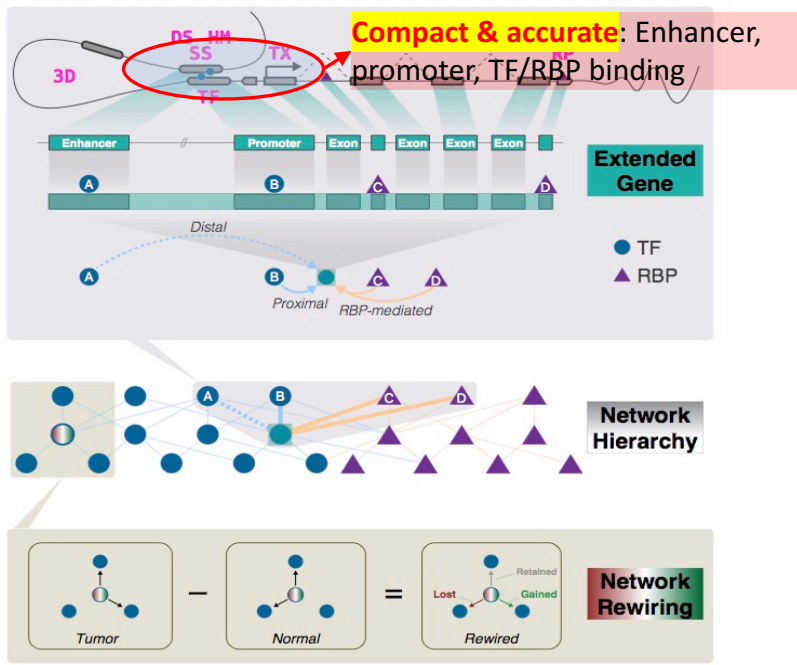 Compact & accurate: Enhancer,
promoter, TF/RBP binding
DS HM
SS
TX
RP
3D
TF
Enhancer
//
Promoter
Exon
Exon
Exon
Exon
Extended
Gene
A
B
C
D
Distal
TF
RBP
A
B
C
D
Proximal
RBP-mediated
A
B
C
D
Network
Hierarchy
Tumor
−
Normal
=
Retained
Lost
Gained
Rewired
Network
Rewiring